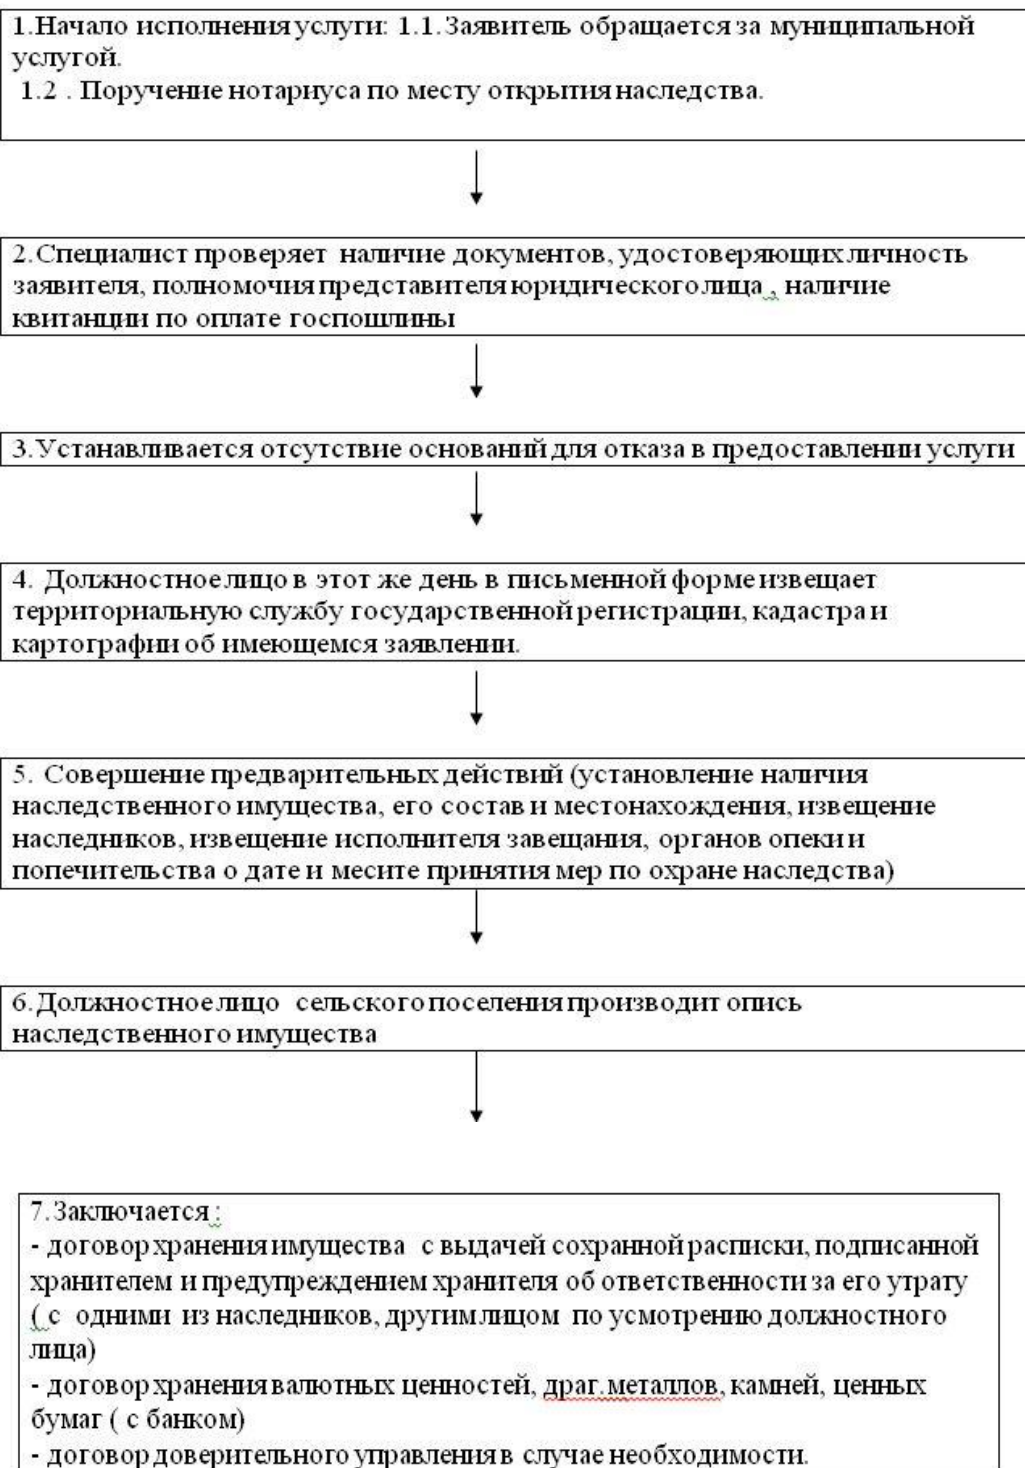 1.Начало исполнения услуги: 1.1.Заявитель обращается за муниципальной
услугой.
1.2 . Поручение нотариуса по месту открытия наследства.
2.Специалист проверяет наличие документов, удостоверяющих личность
заявителя, полномочия представителя юридического лица , наличие
квитанции по оплате госпошлины
3.Устанавливается отсутствие оснований для отказа в предоставлении услуги
4. Должностное лицо в этот же день в письменной форме извещает
территориальную службу государственной регистрации, кадастра и
картографии об имеющемся заявлении.
5. Совершение предварительных действий (установление наличия
наследственного имущества, его состав и местонахождения, извещение
наследников, извещение исполнителя завещания, органов опеки и
попечительства о дате и месите принятия мер по охране наследства)
6.Должностное лицо сельского поселения производит опись
наследственного имущества
7.Заключается :
- договор хранения имущества с выдачей сохранной расписки, подписанной
хранителем и предупреждением хранителя об ответственности за его утрату
( с одними из наследников, другим лицом по усмотрению должностного
лица)
- договор хранения валютных ценностей, драг.металлов, камней, ценных
бумаг ( с банком)
- договор доверительного управления в случае необходимости.